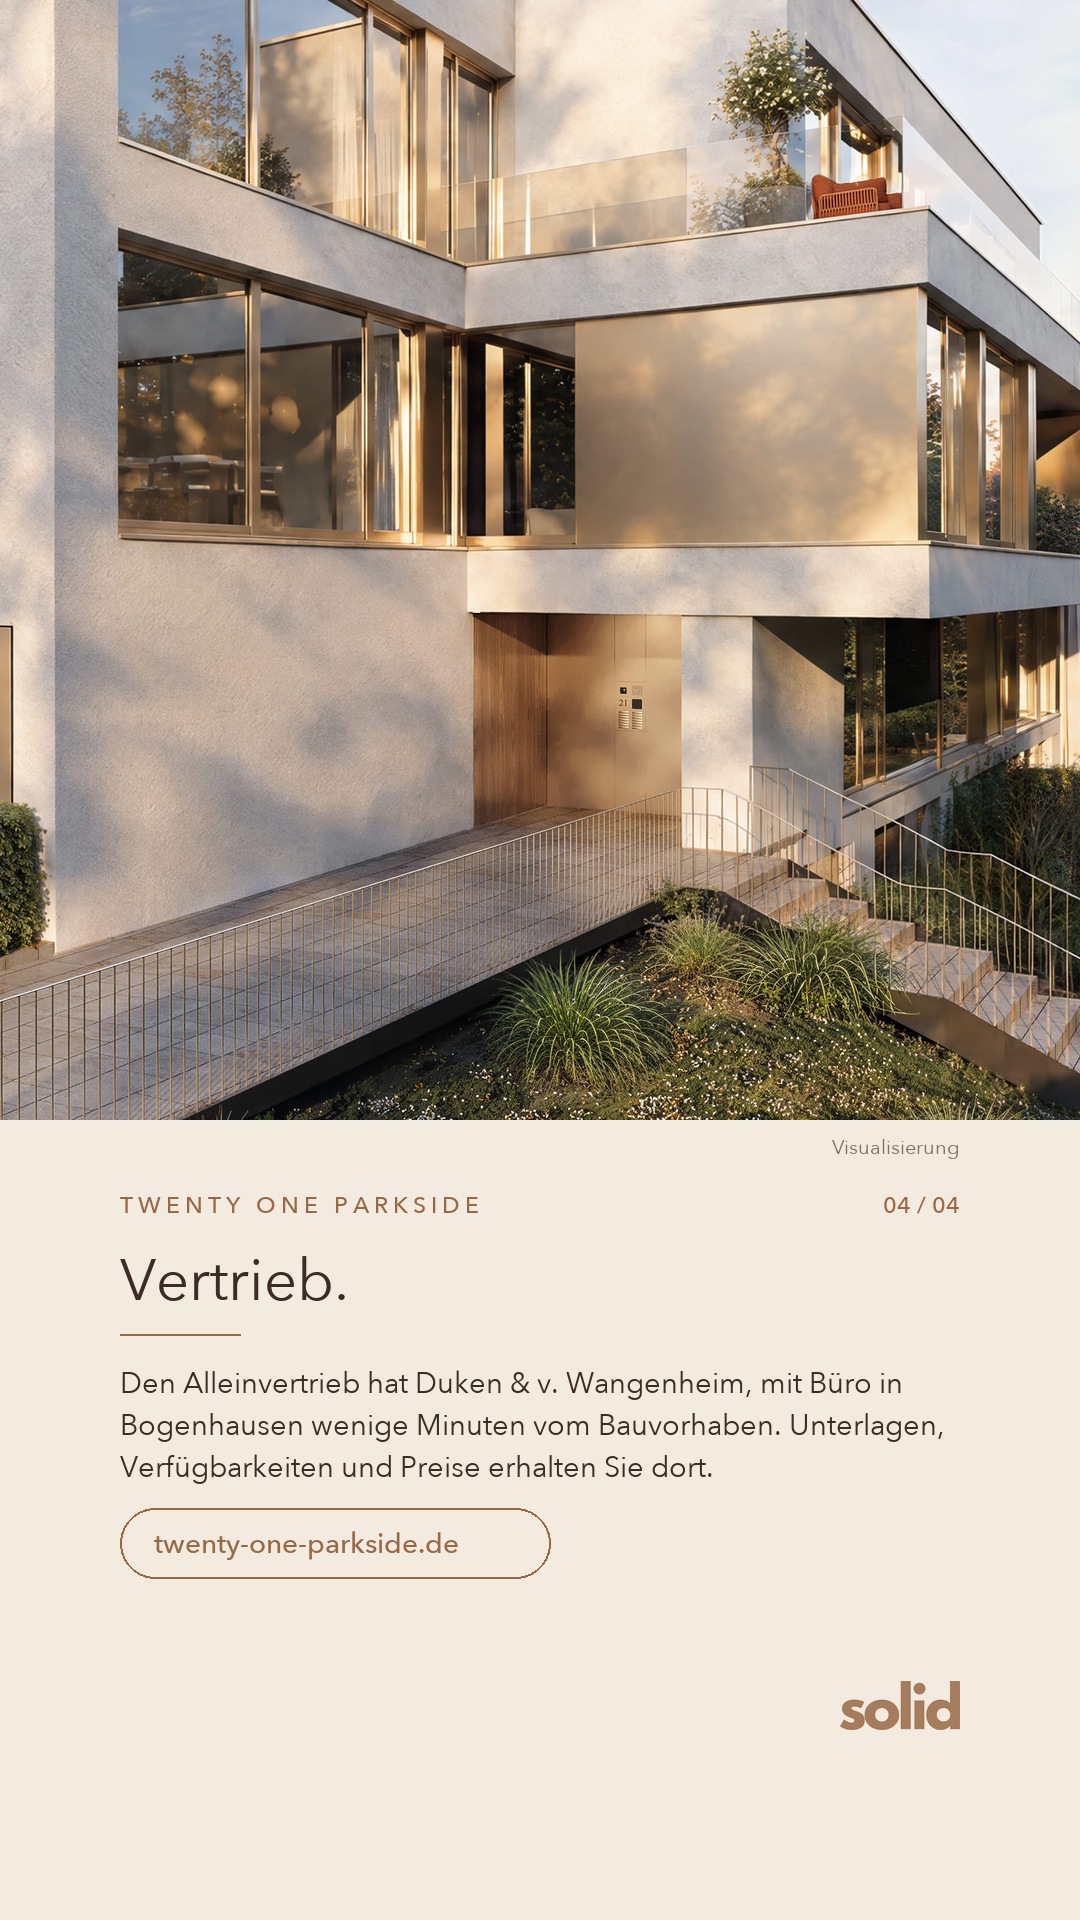 21
Visualisierung
TWENTY ONE PARKSIDE
04 / 04
Vertrieb.
Den Alleinvertrieb hat Duken & v. Wangenheim, mit Büro in
Bogenhausen wenige Minuten vom Bauvorhaben. Unterlagen,
Verfügbarkeiten und Preise erhalten Sie dort.
twenty-one-parkside.de
solid